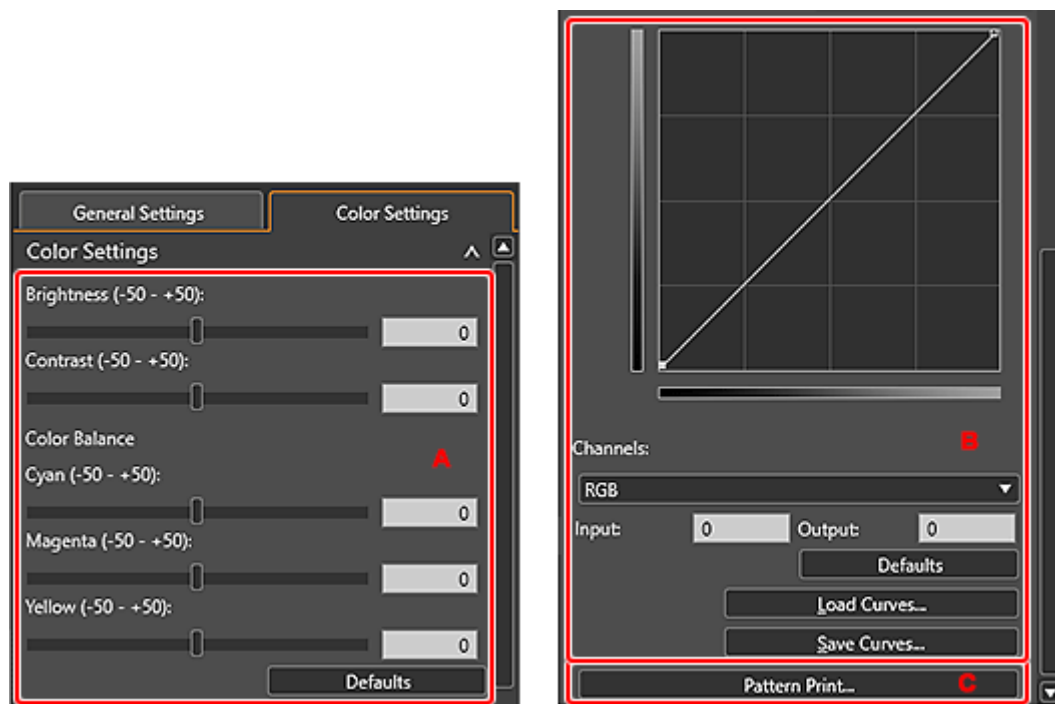 General Settings
Color Settings
Color Settings
Brightness (-50 - +50):
0
Contrast (-50 - +50):
0
Color Balance
A
Cyan (-50 - +50):
0
Magenta (-50 - +50):
0
Yellow (-50 - +50):
0
Defaults
B
Channels:
RGB
Input: 0 Output: 0
Defaults
Load Curves...
Save Curves...
Pattern Print... C